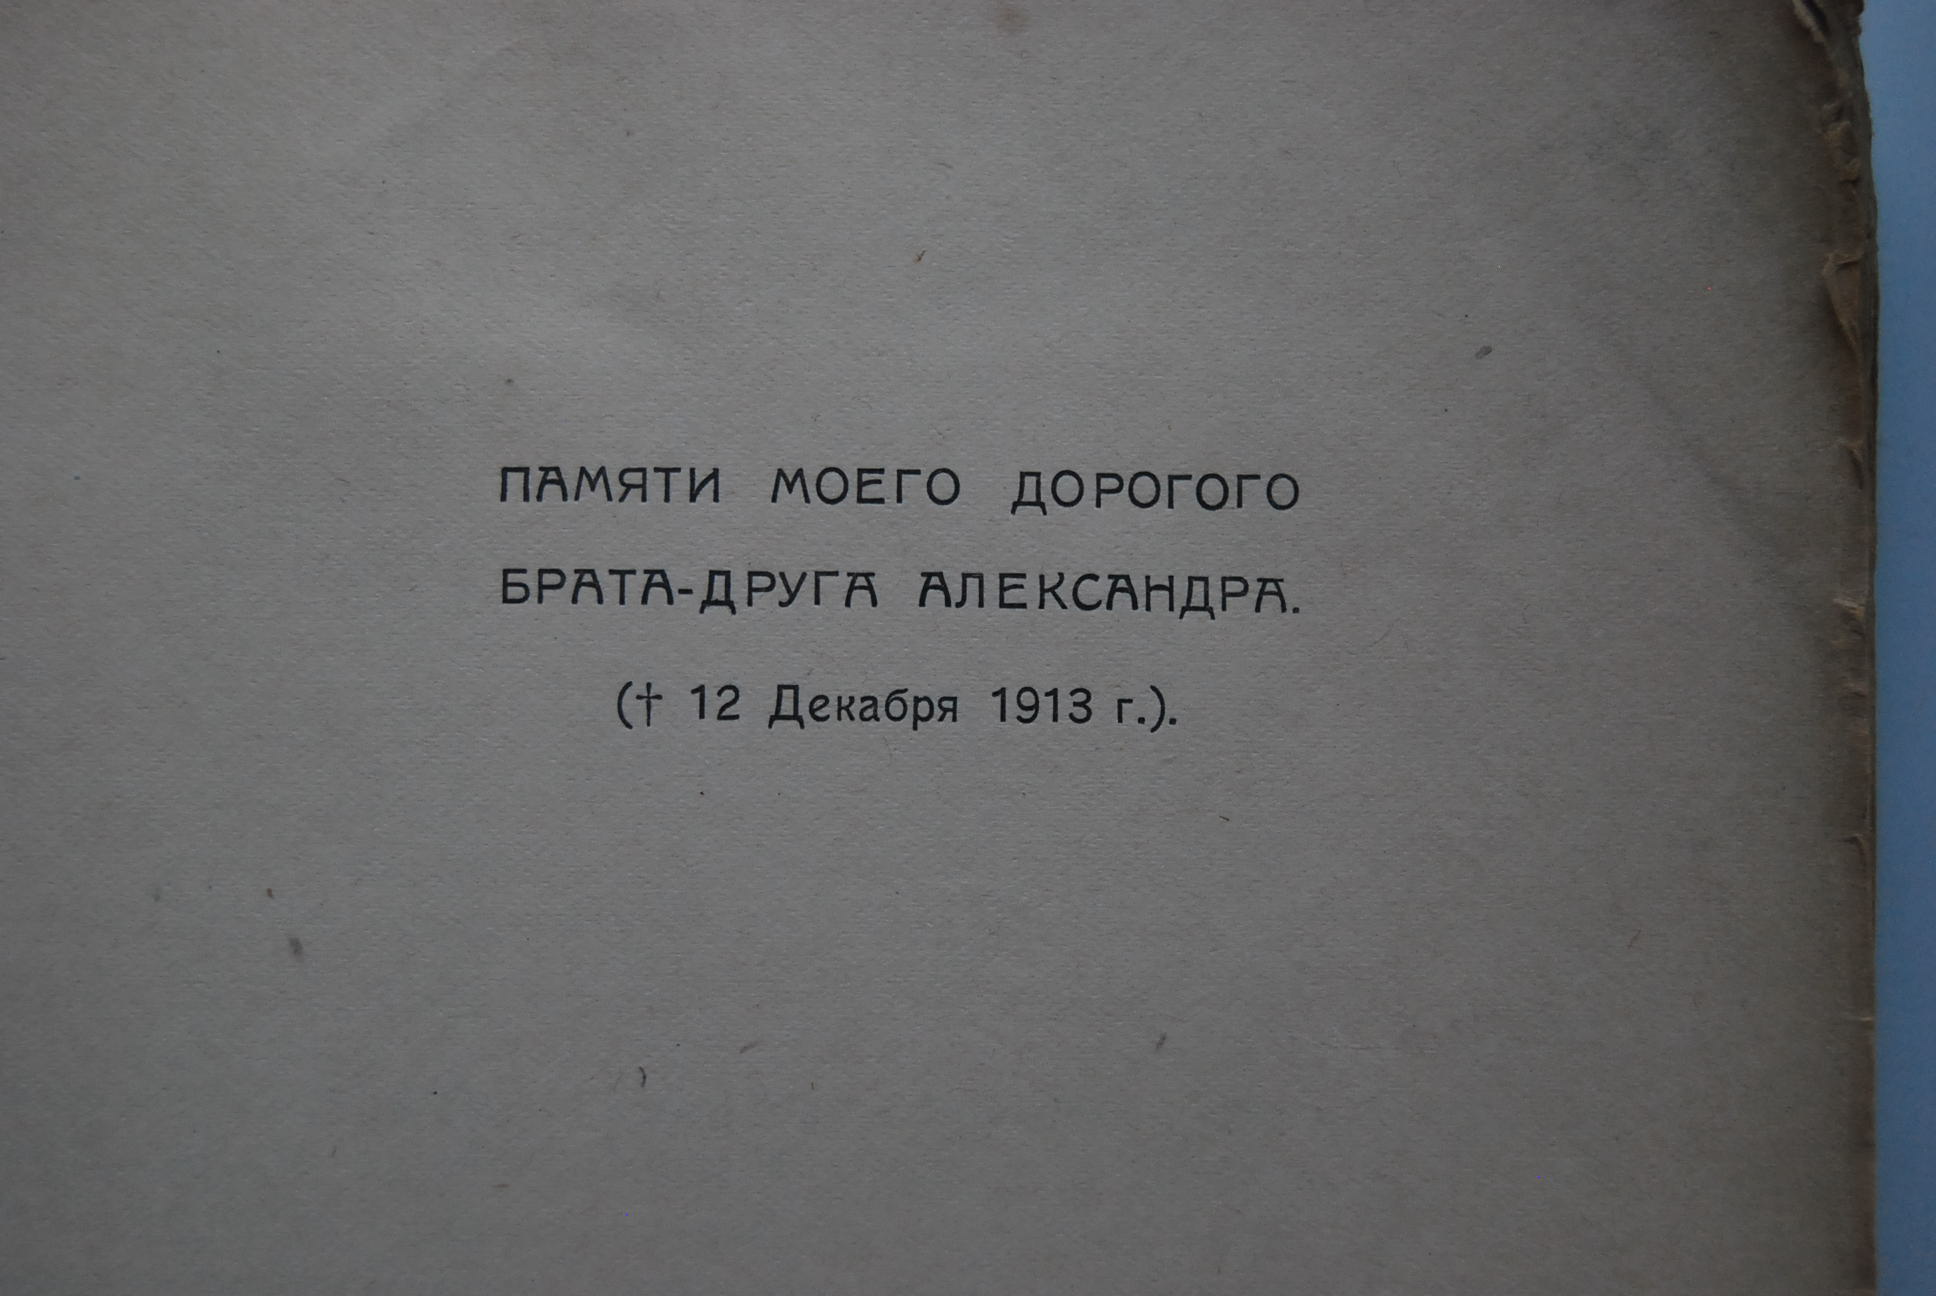 ПАМЯТИ МОЕГО ДОРОГОГО
БРАТА-ДРУГА АЛЕКСАНДРА.
(† 12 Декабря 1913 г.).